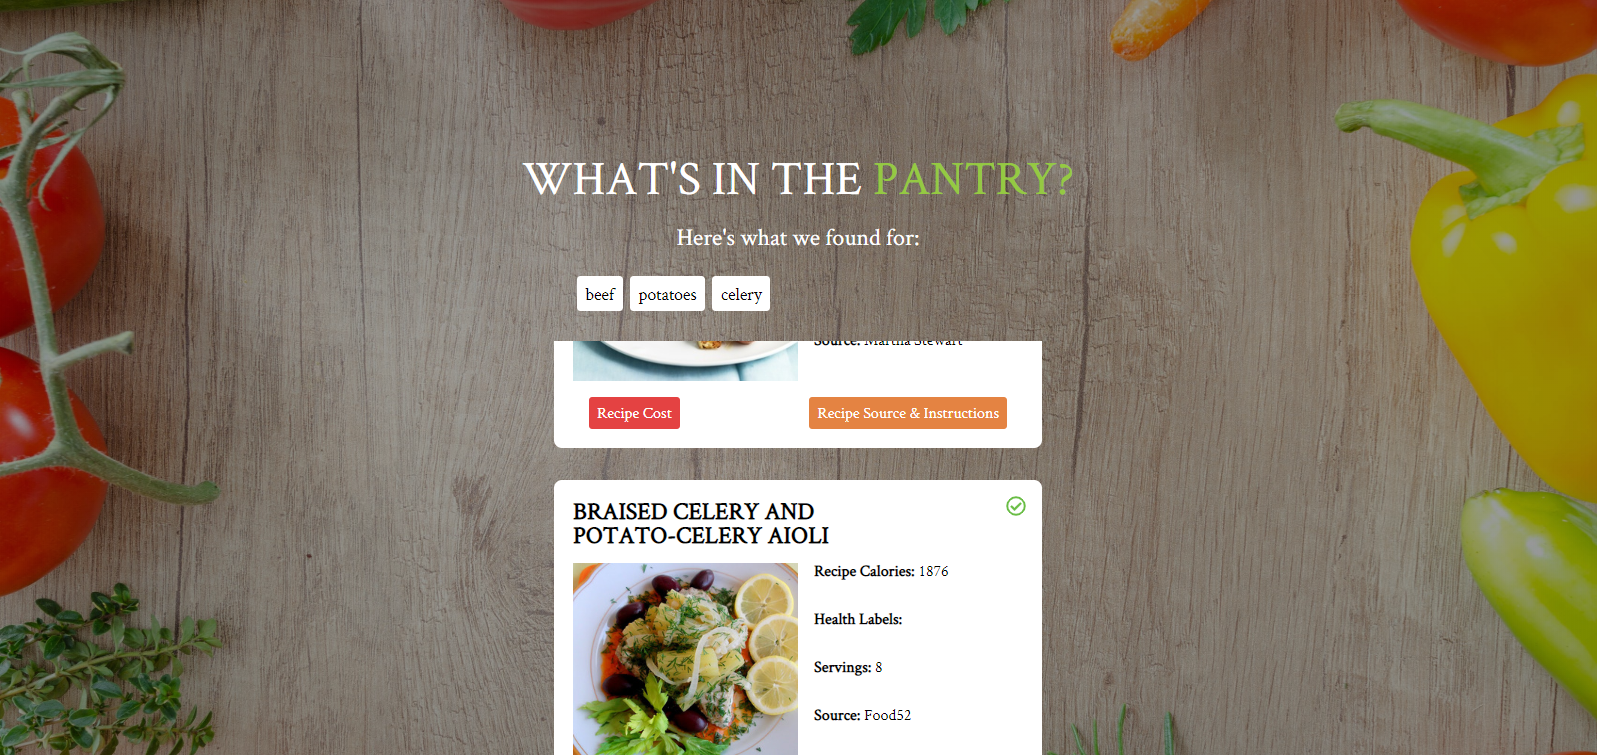 WHAT'S IN THE PANTRY?
Here's what we found for:
beef potatoes celery
Source: Martha Stewart
Recipe Cost
Recipe Source & Instructions
BRAISED CELERY AND
POTATO-CELERY AIOLI
Recipe Calories: 1876
Health Labels:
Servings: 8
Source: Food52